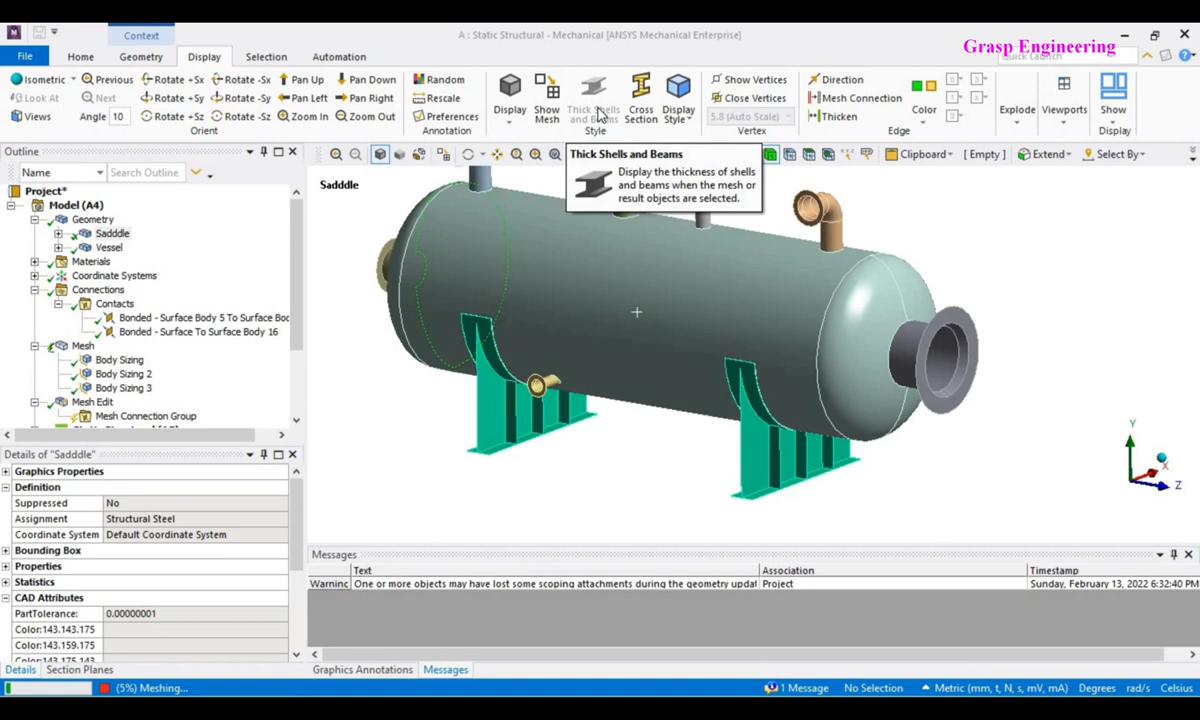 Context
A : Static Structural - Mechanical [ANSYS Mechanical Enterprise]
Grasp Engineering
File Home Geometry Display Selection Automation
Quick Launch
Isometric Previous Rotate +Sx Rotate -Sx Pan Up Pan Down Random Show Vertices Direction
Look At Next Rotate +Sy Rotate -Sy Pan Left Pan Right Rescale Close Vertices Mesh Connection
Views Angle 10 Rotate +Sz Rotate -Sz Zoom In Zoom Out Preferences 5.8 (Auto Scale) Thicken
Display Show Mesh Thick Shells and Beams Cross Section Display Style Color Explode Viewports Show
Orient Annotation Style Vertex Edge Display
Outline
Clipboard [ Empty ] Extend Select By
Name Search Outline
Thick Shells and Beams
Display the thickness of shells
and beams when the mesh or
result objects are selected.
Project*
Model (A4)
Geometry
Sadddle
Vessel
Materials
Coordinate Systems
Connections
Contacts
Bonded - Surface Body 5 To Surface Boc
Bonded - Surface To Surface Body 16
Mesh
Body Sizing
Body Sizing 2
Body Sizing 3
Mesh Edit
Mesh Connection Group
Sadddle
Y
X
Z
Details of "Sadddle"
Graphics Properties
Definition
Suppressed No
Assignment Structural Steel
Coordinate System Default Coordinate System
Bounding Box
Properties
Statistics
CAD Attributes
PartTolerance: 0.00000001
Color:143.143.175
Color:143.159.175
Color:143.175.143
Messages
Text Association Timestamp
Warninc One or more objects may have lost some scoping attachments during the geometry updat Project Sunday, February 13, 2022 6:32:40 PM
Details Section Planes
Graphics Annotations Messages
(5%) Meshing... 1 Message No Selection Metric (mm, t, N, s, mV, mA) Degrees rad/s Celsius